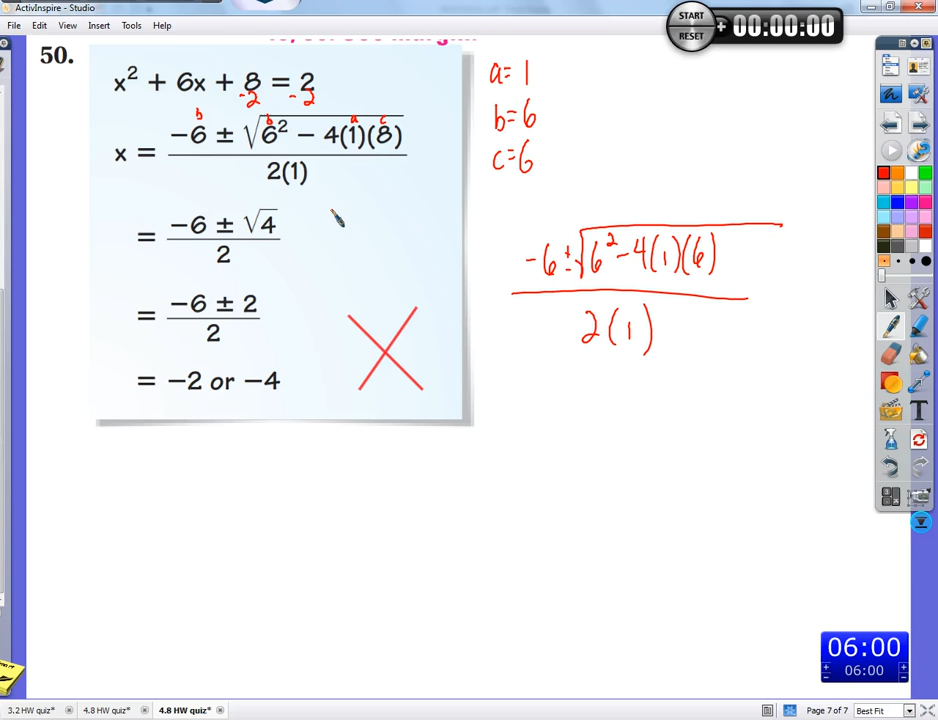 ActivInspire - Studio
File Edit View Insert Tools Help
START
RESET
+ 00:00:00
50.
x² + 6x + 8 = 2
-2 -2
b b a c
x = −6 ± √6² − 4(1)(8)
2(1)
= −6 ± √4
2
= −6 ± 2
2
= −2 or −4
a=1
b=6
c=6
-6±√6²-4(1)(6)
2(1)
06:00
06:00
3.2 HW quiz* 4.8 HW quiz* 4.8 HW quiz* Page 7 of 7 Best Fit